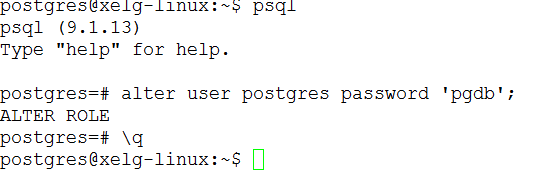 postgres@xelg-linux:~$ psql
psql (9.1.13)
Type "help" for help.
postgres=# alter user postgres password 'pgdb';
ALTER ROLE
postgres=# \q
postgres@xelg-linux:~$